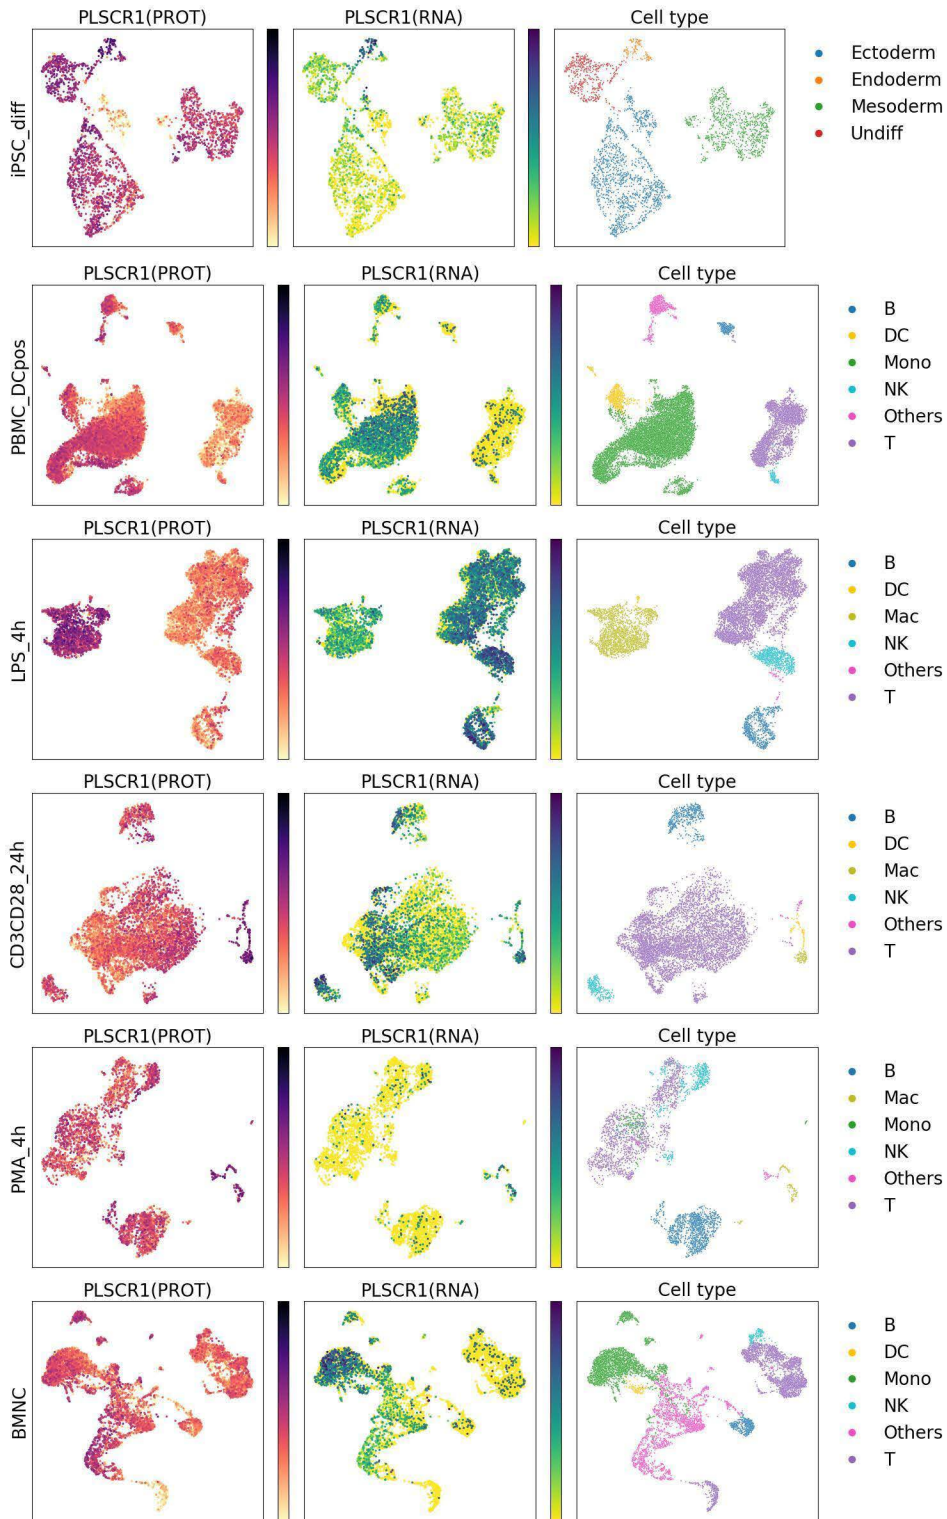 PLSCR1(PROT) PLSCR1(RNA) Cell type
iPSC_diff
Ectoderm
Endoderm
Mesoderm
Undiff
PLSCR1(PROT) PLSCR1(RNA) Cell type
PBMC_DCpos
B
DC
Mono
NK
Others
T
PLSCR1(PROT) PLSCR1(RNA) Cell type
LPS_4h
B
DC
Mac
NK
Others
T
PLSCR1(PROT) PLSCR1(RNA) Cell type
CD3CD28_24h
B
DC
Mac
NK
Others
T
PLSCR1(PROT) PLSCR1(RNA) Cell type
PMA_4h
B
Mac
Mono
NK
Others
T
PLSCR1(PROT) PLSCR1(RNA) Cell type
BMNC
B
DC
Mono
NK
Others
T